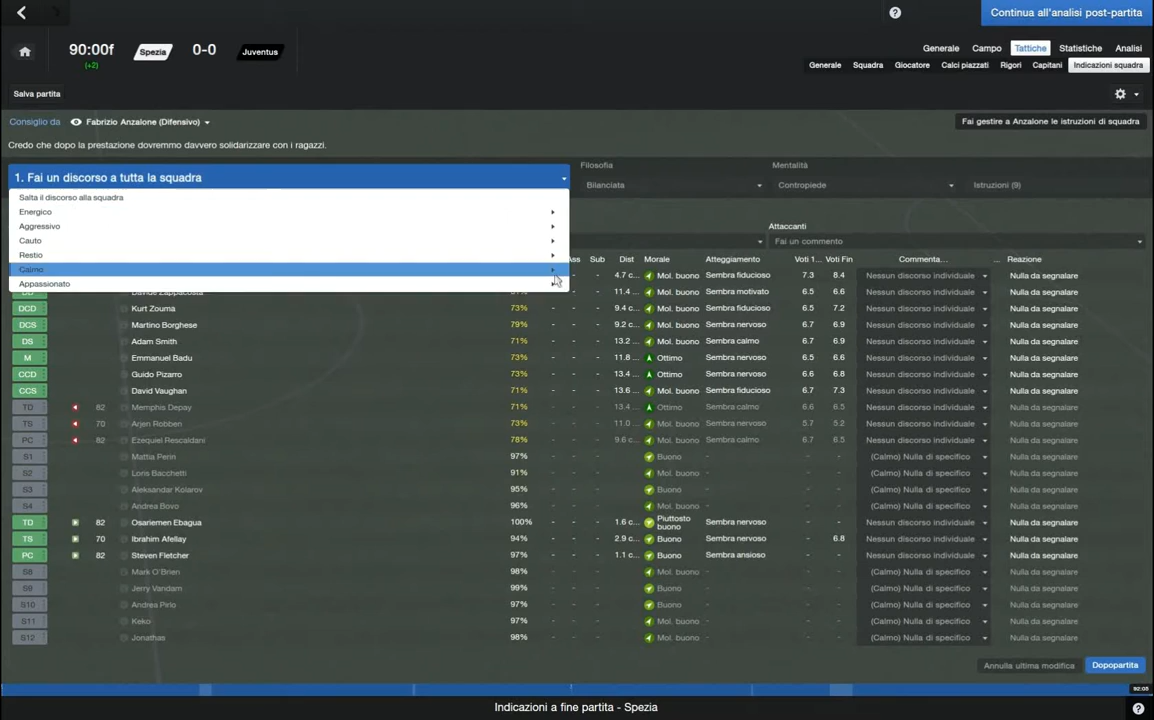 Continua all'analisi post-partita
90:00f
(+2)
Spezia
0-0
Juventus
Generale Campo Tattiche Statistiche Analisi
Generale Squadra Giocatore Calci piazzati Rigori Capitani Indicazioni squadra
Salva partita
Consiglio da Fabrizio Anzalone (Difensivo)
Fai gestire a Anzalone le istruzioni di squadra
Credo che dopo la prestazione dovremmo davvero solidarizzare con i ragazzi.
1. Fai un discorso a tutta la squadra
Filosofia
Mentalità
Bilanciata
Contropiede
Istruzioni (9)
Salta il discorso alla squadra
Energico
Aggressivo
Cauto
Restio
Calmo
Appassionato
Attaccanti
Fai un commento
Ass Sub Dist Morale Atteggiamento Voti 1... Voti Fin Commenta... ... Reazione
- - 4.7 c... Mol. buono Sembra fiducioso 7.3 8.4 Nessun discorso individuale Nulla da segnalare
DD Davide Zappacosta - - - 11.4 ... Mol. buono Sembra motivato 6.5 6.6 Nessun discorso individuale Nulla da segnalare
DCD Kurt Zouma 73% - - - 9.4 c... Mol. buono Sembra fiducioso 6.5 7.2 Nessun discorso individuale Nulla da segnalare
DCS Martino Borghese 79% - - - 9.2 c... Mol. buono Sembra nervoso 6.7 6.9 Nessun discorso individuale Nulla da segnalare
DS Adam Smith 71% - - - 13.2 ... Mol. buono Sembra calmo 6.7 6.9 Nessun discorso individuale Nulla da segnalare
M Emmanuel Badu 73% - - - 11.8 ... Ottimo Sembra nervoso 6.5 6.6 Nessun discorso individuale Nulla da segnalare
CCD Guido Pizarro 73% - - - 13.4 ... Ottimo Sembra nervoso 6.6 6.8 Nessun discorso individuale Nulla da segnalare
CCS David Vaughan 71% - - - 13.6 ... Mol. buono Sembra fiducioso 6.7 7.3 Nessun discorso individuale Nulla da segnalare
TD 82 Memphis Depay 71% - - - 13.4 ... Ottimo Sembra calmo 6.6 6.5 Nessun discorso individuale Nulla da segnalare
TS 70 Arjen Robben 73% - - - 11.0 ... Mol. buono Sembra nervoso 5.7 5.2 Nessun discorso individuale Nulla da segnalare
PC 82 Ezequiel Rescaldani 78% - - - 9.6 c... Mol. buono Sembra calmo 6.7 6.5 Nessun discorso individuale Nulla da segnalare
S1 Mattia Perin 97% Buono - - - (Calmo) Nulla di specifico Nulla da segnalare
S2 Loris Bacchetti 91% Mol. buono - - - (Calmo) Nulla di specifico Nulla da segnalare
S3 Aleksandar Kolarov 95% Buono - - - (Calmo) Nulla di specifico Nulla da segnalare
S4 Andrea Bovo 96% Mol. buono - - - (Calmo) Nulla di specifico Nulla da segnalare
TD 82 Osariemen Ebagua 100% - - - 1.6 c... Piuttosto buono Sembra nervoso - - Nessun discorso individuale Nulla da segnalare
TS 70 Ibrahim Afellay 94% - - - 2.9 c... Buono Sembra nervoso - 6.8 Nessun discorso individuale Nulla da segnalare
PC 82 Steven Fletcher 97% - - - 1.1 c... Buono Sembra ansioso - - Nessun discorso individuale Nulla da segnalare
S8 Mark O'Brien 98% Mol. buono - - - (Calmo) Nulla di specifico Nulla da segnalare
S9 Jerry Vandam 99% Buono - - - (Calmo) Nulla di specifico Nulla da segnalare
S10 Andrea Pirlo 97% Buono - - - (Calmo) Nulla di specifico Nulla da segnalare
S11 Keko 97% Mol. buono - - - (Calmo) Nulla di specifico Nulla da segnalare
S12 Jonathas 98% Mol. buono - - - (Calmo) Nulla di specifico Nulla da segnalare
Annulla ultima modifica
Dopopartita
92:05
Indicazioni a fine partita - Spezia